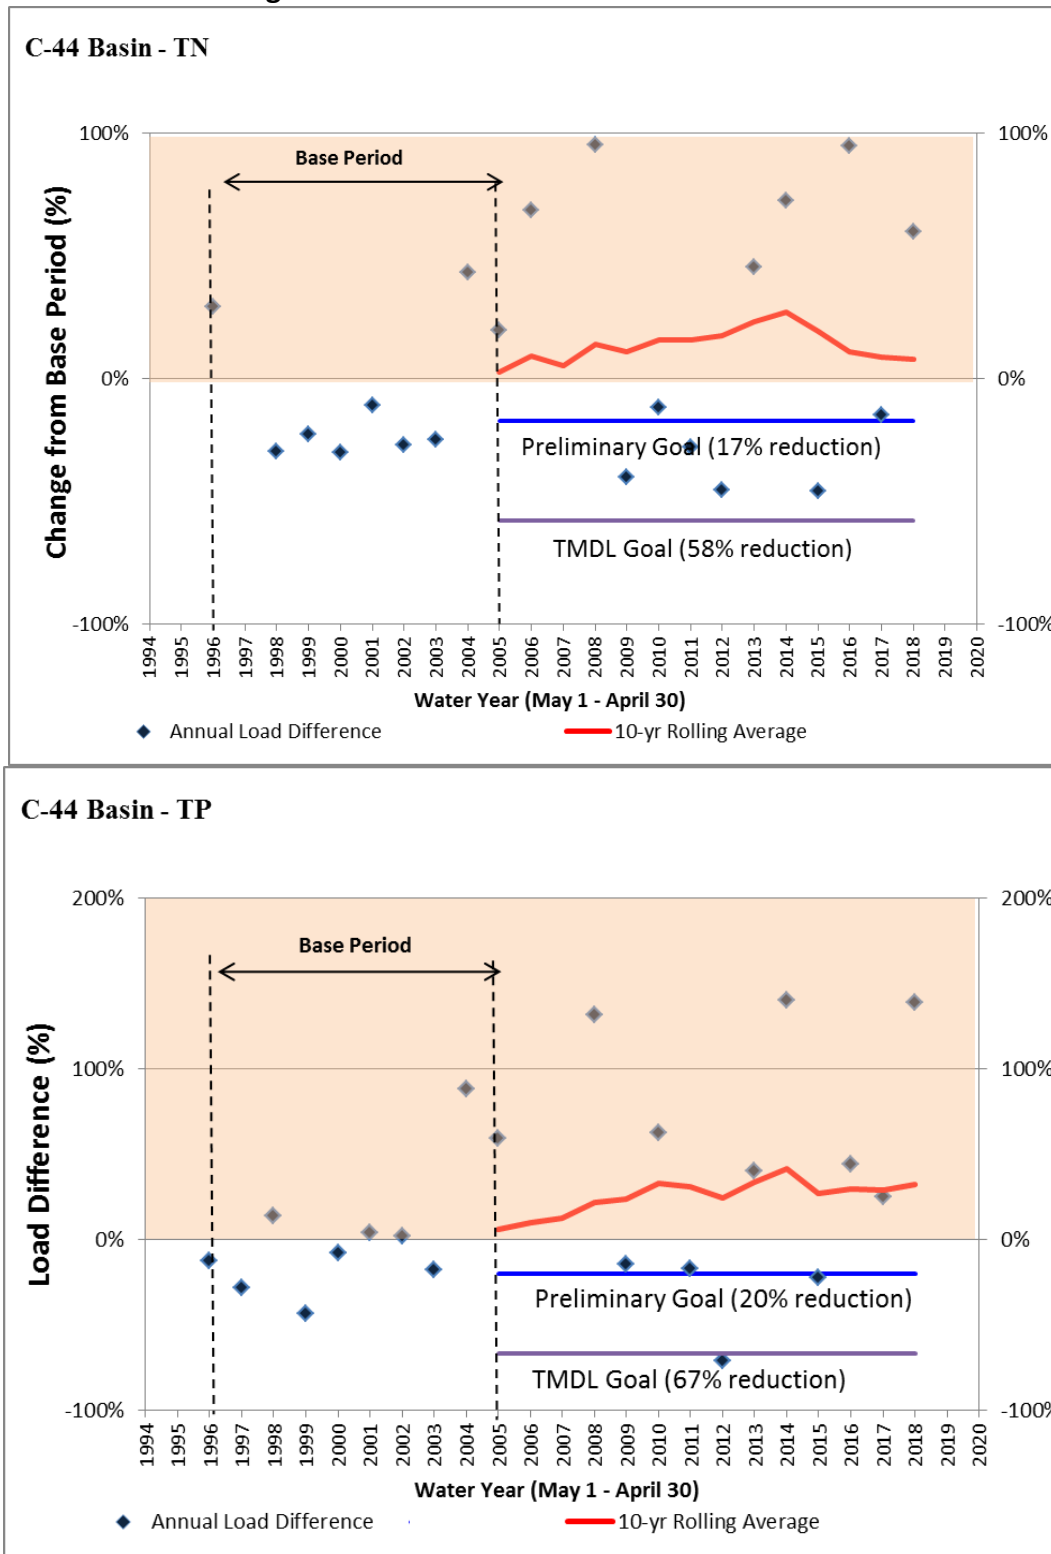 C-44 Basin - TN
100%
100%
Base Period
Change from Base Period (%)
0%
0%
Preliminary Goal (17% reduction)
TMDL Goal (58% reduction)
-100%
-100%
1994 1995 1996 1997 1998 1999 2000 2001 2002 2003 2004 2005 2006 2007 2008 2009 2010 2011 2012 2013 2014 2015 2016 2017 2018 2019 2020
Water Year (May 1 - April 30)
Annual Load Difference 10-yr Rolling Average
C-44 Basin - TP
200%
200%
Base Period
Load Difference (%)
100%
100%
0%
0%
Preliminary Goal (20% reduction)
TMDL Goal (67% reduction)
-100%
-100%
1994 1995 1996 1997 1998 1999 2000 2001 2002 2003 2004 2005 2006 2007 2008 2009 2010 2011 2012 2013 2014 2015 2016 2017 2018 2019 2020
Water Year (May 1 - April 30)
Annual Load Difference 10-yr Rolling Average